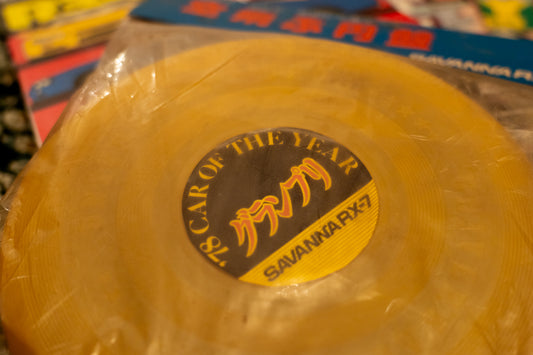 SAVANNA RX
'78 CAR OF THE YEAR
グランプリ
SAVANNA RX-7